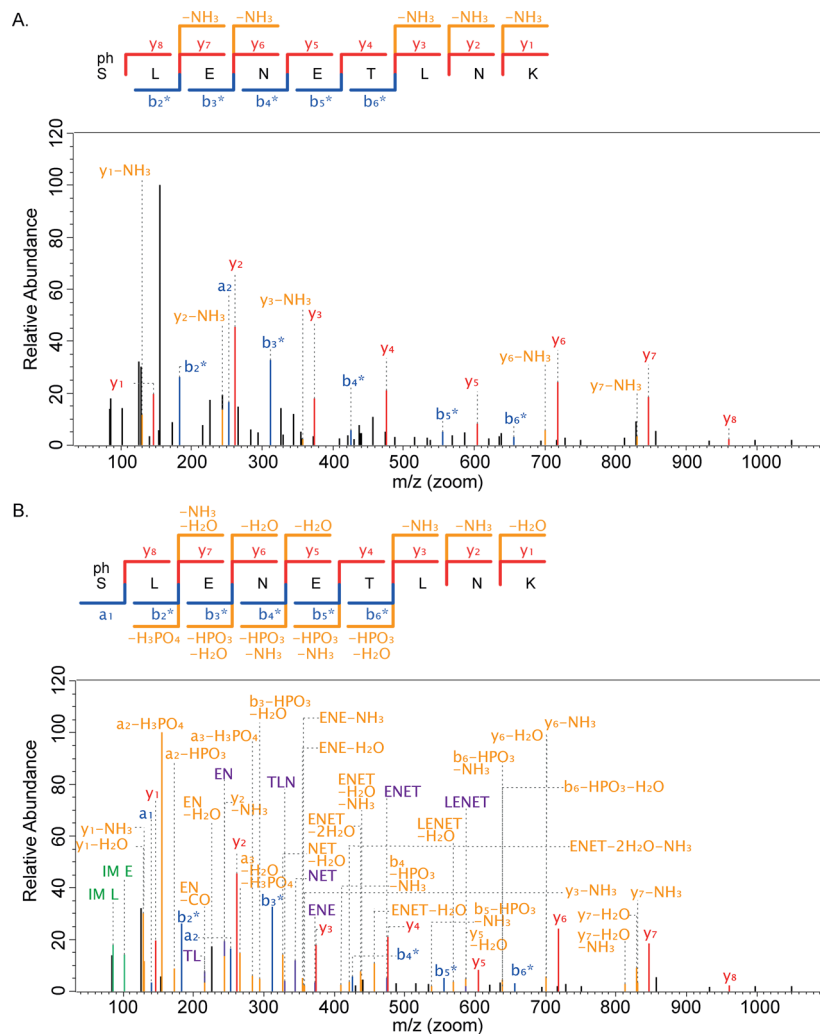 A.
−NH₃ −NH₃ −NH₃ −NH₃ −NH₃
y₈ y₇ y₆ y₅ y₄ y₃ y₂ y₁
ph
S L E N E T L N K
b₂* b₃* b₄* b₅* b₆*
120
y₁−NH₃
100
80
y₂
a₂
60
y₂−NH₃ y₃−NH₃
y₃
b₃*
y₄
y₆−NH₃ y₆
40
y₁ b₂* b₄* y₅ y₇−NH₃ y₇
20
b₅* b₆* y₈
0
Relative Abundance
100 200 300 400 500 600 700 800 900 1000
m/z (zoom)
B.
−NH₃
−H₂O −H₂O −H₂O −NH₃ −NH₃ −H₂O
y₈ y₇ y₆ y₅ y₄ y₃ y₂ y₁
ph
S L E N E T L N K
a₁ b₂* b₃* b₄* b₅* b₆*
−H₃PO₄ −HPO₃ −HPO₃ −HPO₃ −HPO₃
−H₂O −NH₃ −NH₃ −H₂O
120
b₃−HPO₃
−H₂O
a₂−H₃PO₄ ENE−NH₃ y₆−NH₃
a₃−H₃PO₄ y₆−H₂O
100
a₂−HPO₃ ENE−H₂O b₆−HPO₃
−NH₃
80
EN TLN ENET
−H₂O
−NH₃
ENET b₆−HPO₃−H₂O
y₁ LENET
a₁ EN
−H₂O
y₂
−NH₃
ENET
−2H₂O
LENET
−H₂O
y₁−NH₃
60
y₁−H₂O y₂ NET
−H₂O
ENET−2H₂O−NH₃
a₃
−H₂O
−H₃PO₄
b₄
−HPO₃
−NH₃
IM E
NET
40
IM L EN
−CO
y₃−NH₃ y₇−NH₃
b₂* b₃* ENE ENET−H₂O b₅−HPO₃
−NH₃
y₆ y₇−H₂O
a₂ y₃ y₄ y₅
−H₂O
y₇
20
TL b₄* y₇−H₂O
−NH₃
b₅* y₅ b₆* y₈
0
Relative Abundance
100 200 300 400 500 600 700 800 900 1000
m/z (zoom)